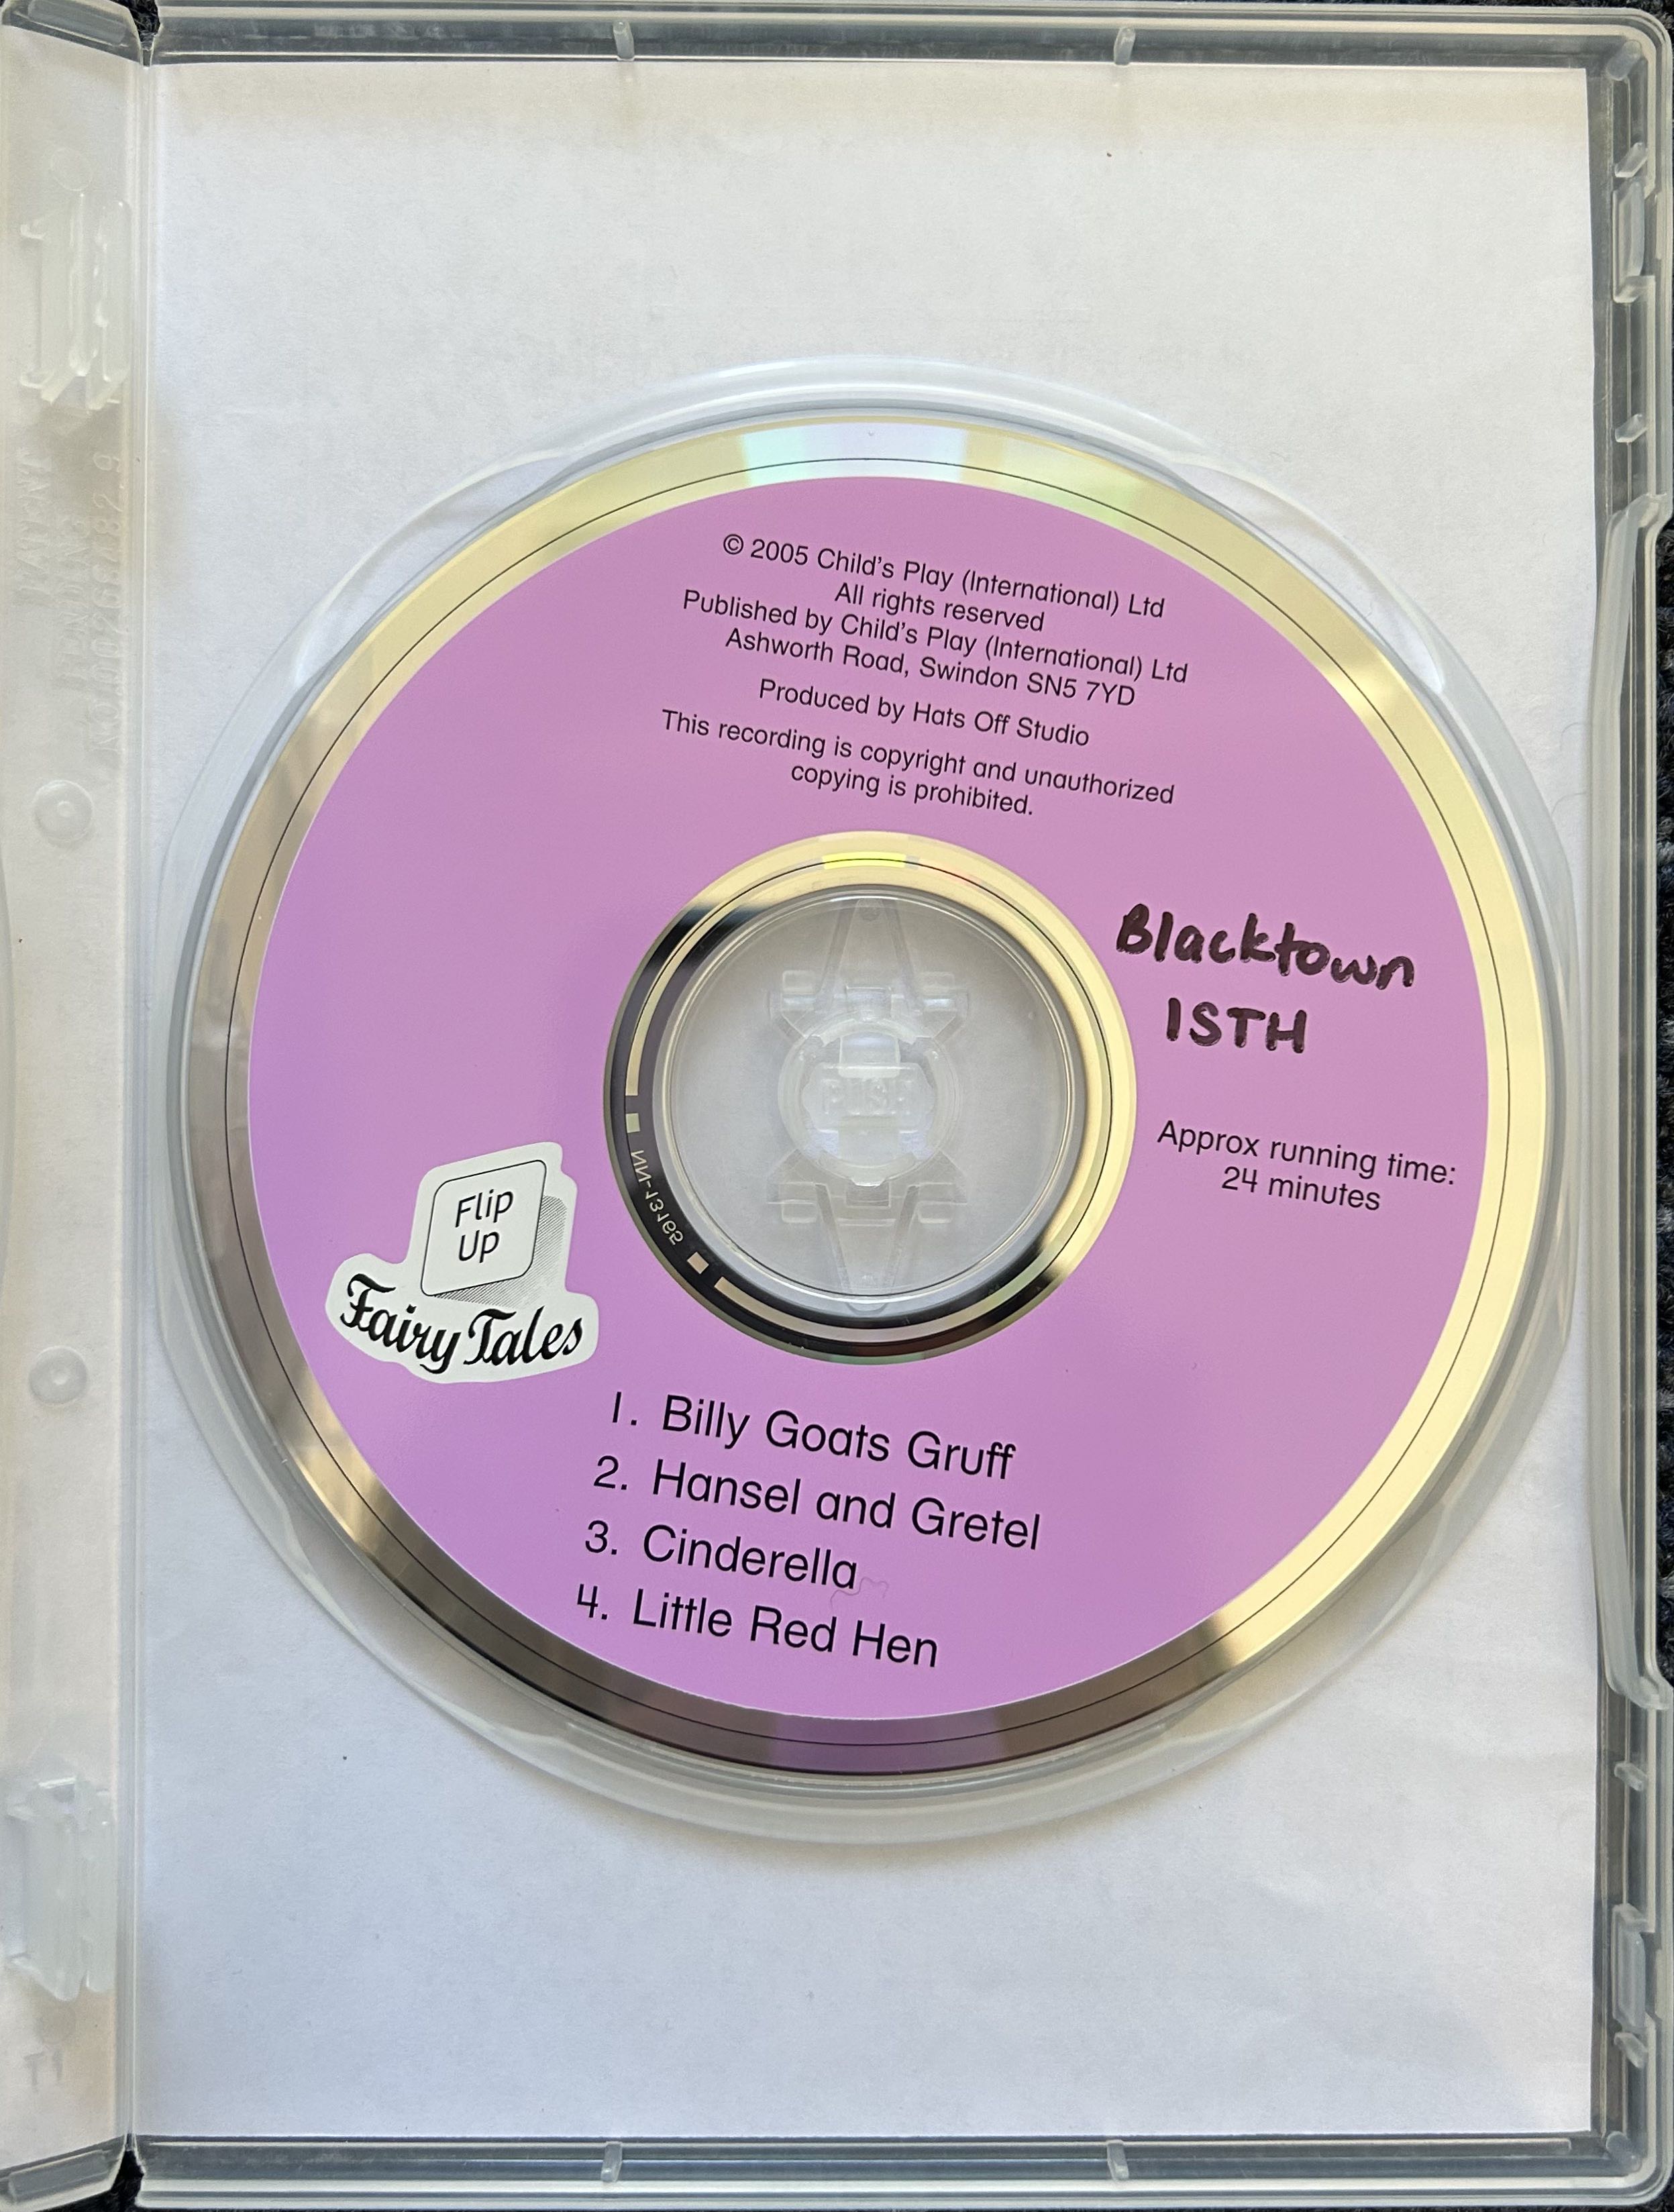 © 2005 Child's Play (International) Ltd
All rights reserved
Published by Child's Play (International) Ltd
Ashworth Road, Swindon SN5 7YD
Produced by Hats Off Studio
This recording is copyright and unauthorized
copying is prohibited.
Blacktown
ISTH
Approx running time:
24 minutes
Flip
Up
Fairy Tales
1. Billy Goats Gruff
2. Hansel and Gretel
3. Cinderella
4. Little Red Hen
PUSH